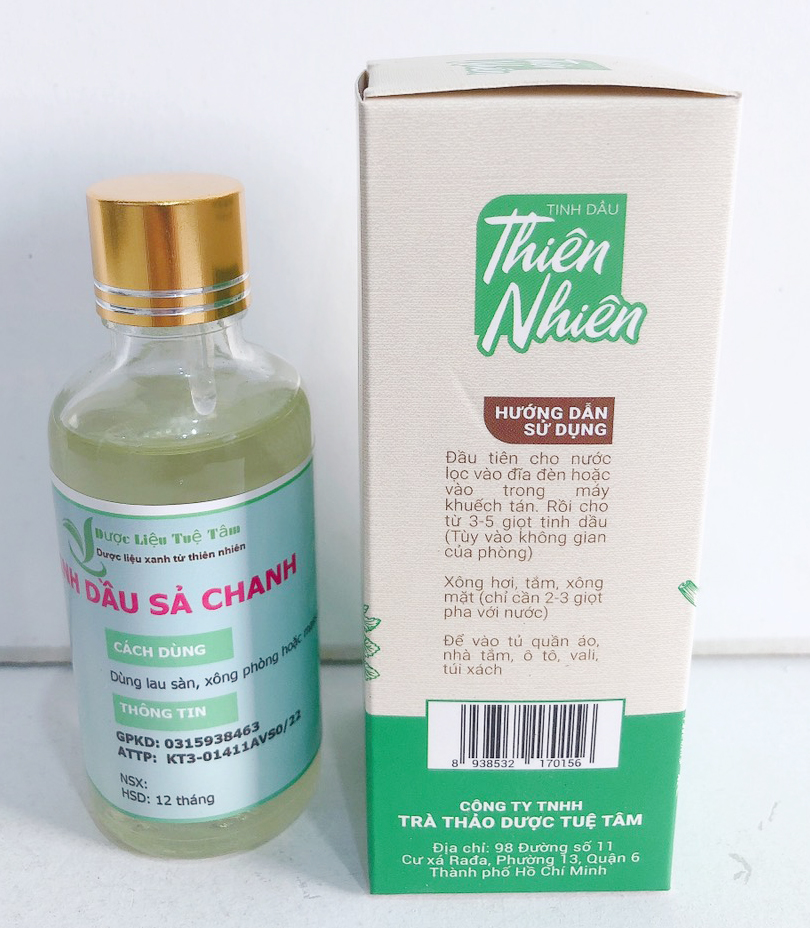 Dược Liệu Tuệ Tâm
Dược liệu xanh từ thiên nhiên
DẦU SẢ CHANH
CÁCH DÙNG
Dùng lau sàn, xông phòng hoặc
THÔNG TIN
GPKD: 0315938463
ATTP: KT3-01411AVS0/22
NSX:
HSD: 12 tháng
TINH DẦU
Thiên
Nhiên
HƯỚNG DẪN
SỬ DỤNG
Đầu tiên cho nước
lọc vào đĩa đèn hoặc
vào trong máy
khuếch tán. Rồi cho
từ 3-5 giọt tinh dầu
(Tùy vào không gian
của phòng)
Xông hơi, tắm, xông
mặt (chỉ cần 2-3 giọt
pha với nước)
Để vào tủ quần áo,
nhà tắm, ô tô, vali,
túi xách
8 938532 170156
CÔNG TY TNHH
TRÀ THẢO DƯỢC TUỆ TÂM
Địa chỉ: 98 Đường số 11
Cư xá Rađa, Phường 13, Quận 6
Thành phố Hồ Chí Minh